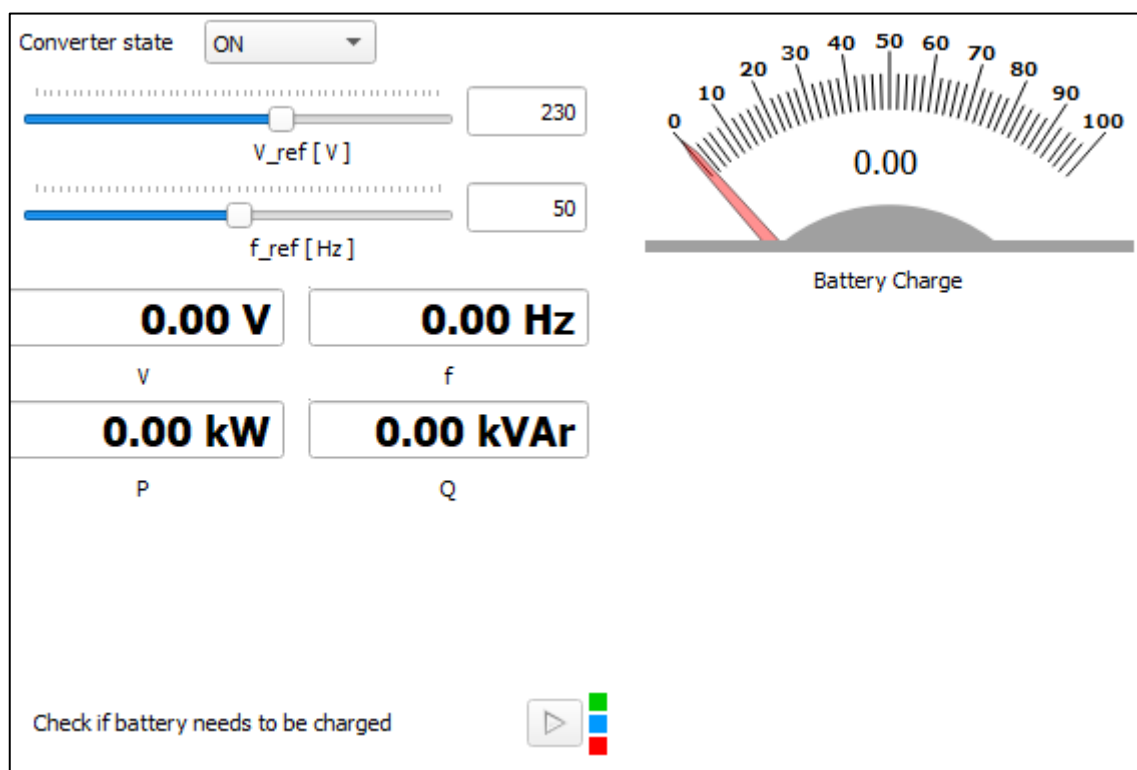 Converter state ON
230
V_ref [ V ]
50
f_ref [ Hz ]
0.00 V 0.00 Hz
V f
0.00 kW 0.00 kVAr
P Q
Check if battery needs to be charged
0 10 20 30 40 50 60 70 80 90 100
0.00
Battery Charge